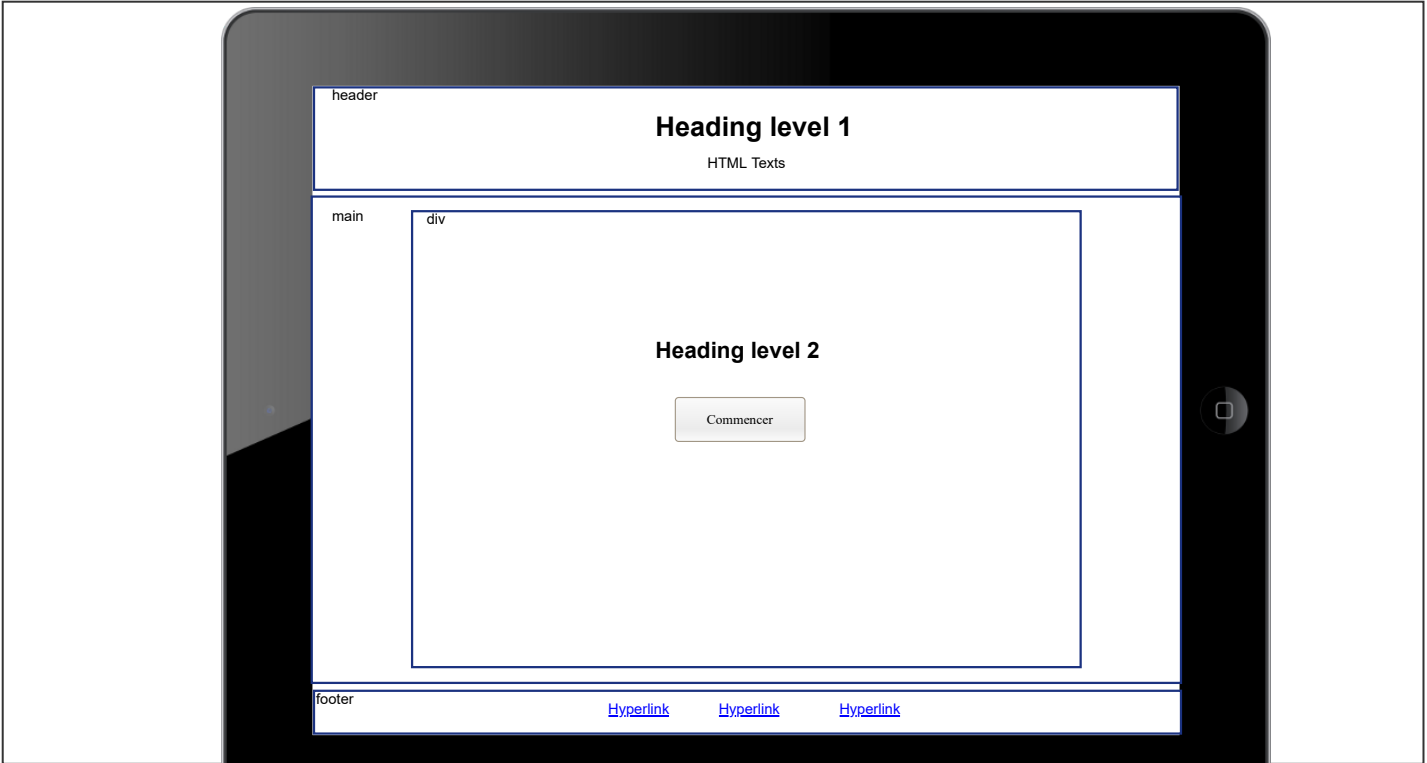 header
Heading level 1
HTML Texts
main
div
Heading level 2
Commencer
footer
Hyperlink Hyperlink Hyperlink